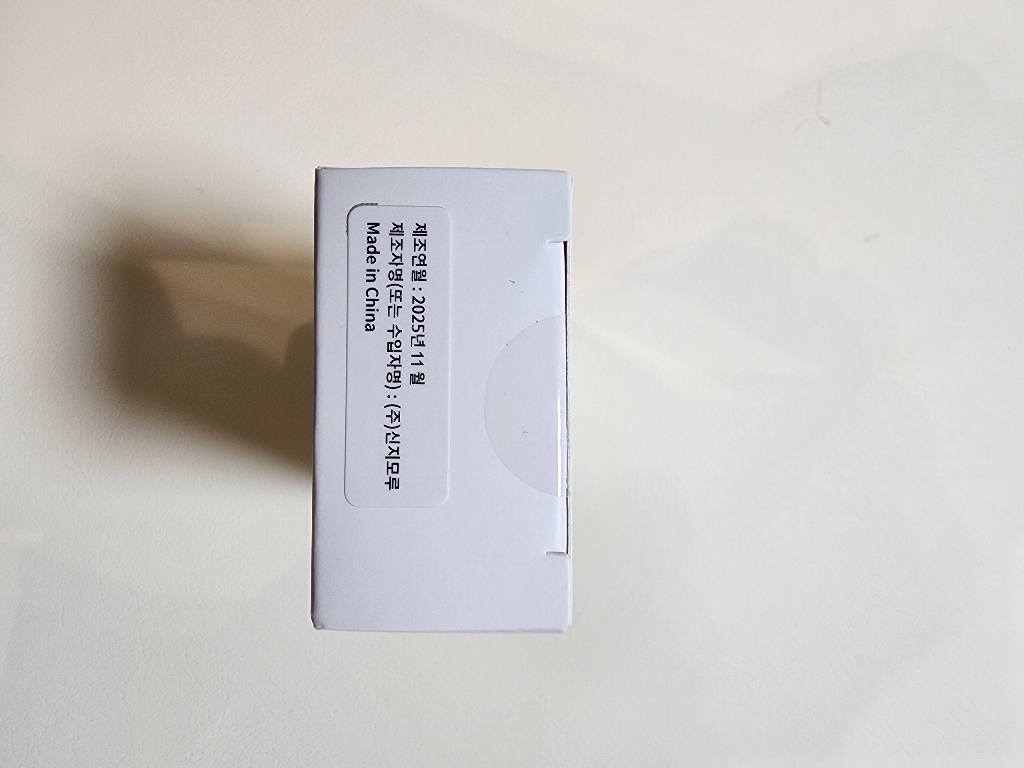 제조연월 : 2025년 11 월
제조자명(또는 수입자명) : (주)신지모루
Made in China